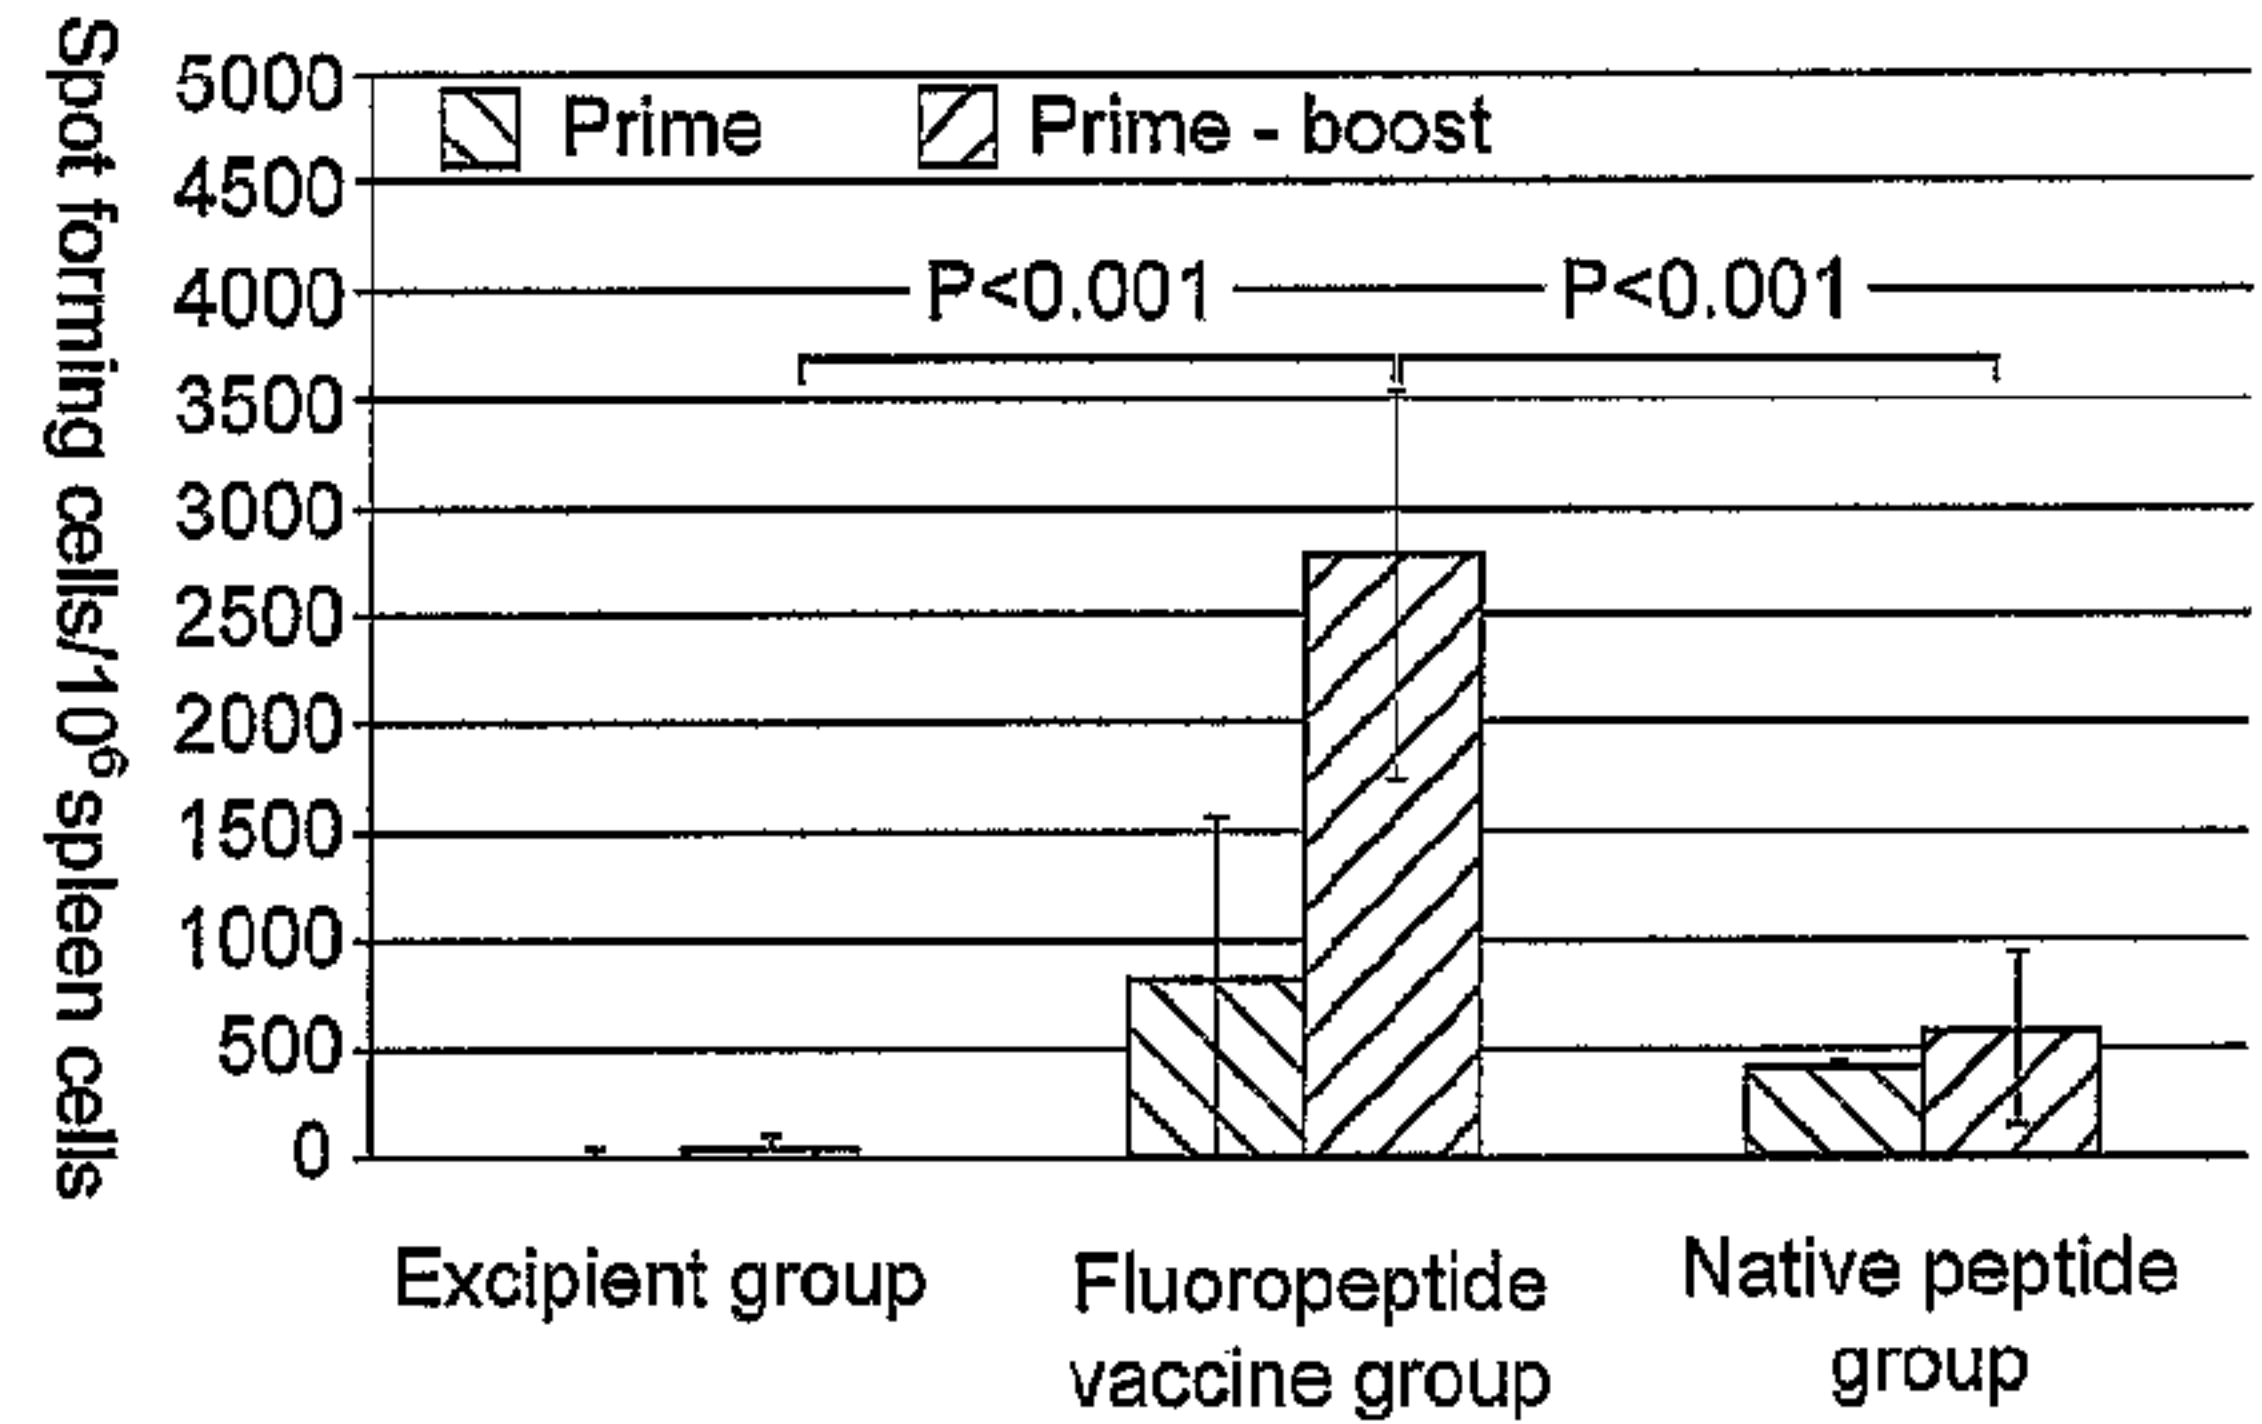 Spot forming cells/10⁶ spleen cells
5000
4500
4000
3500
3000
2500
2000
1500
1000
500
0
Prime
Prime - boost
P<0.001
P<0.001
Excipient group
Fluoropeptide
vaccine group
Native peptide
group